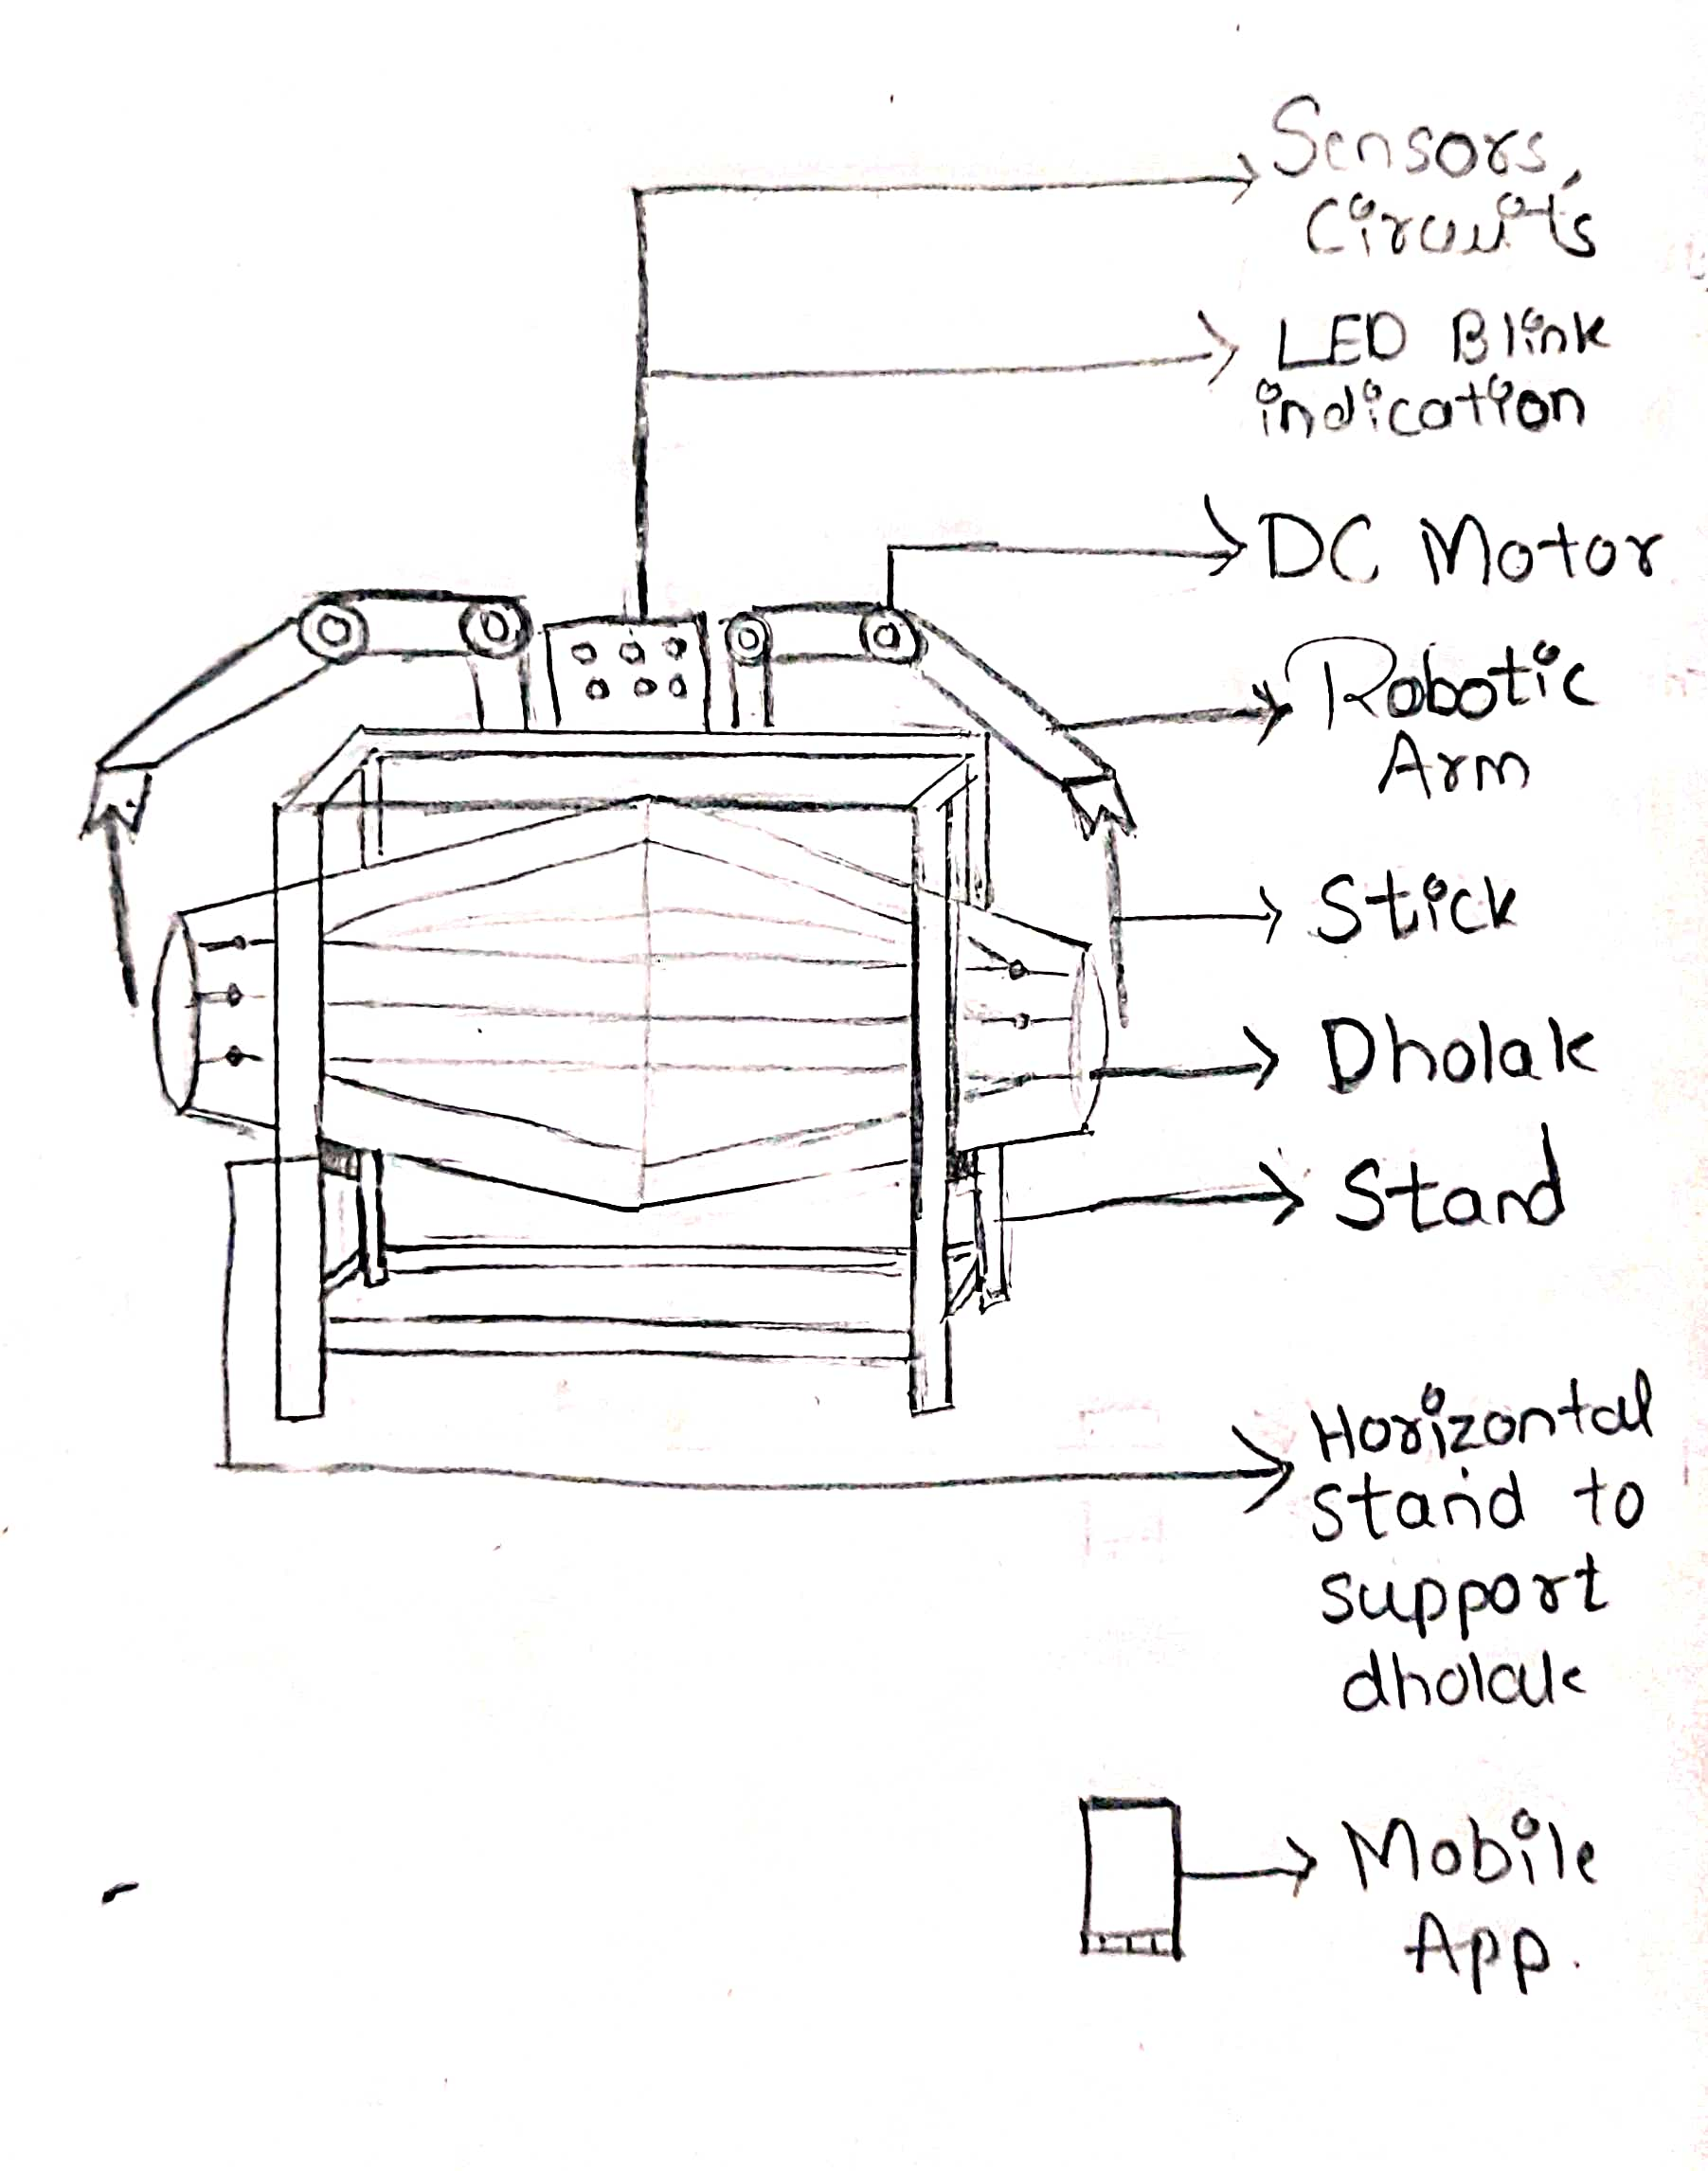 Sensors,
Circuits
LED Blink
indication
DC Motor
Robotic
Arm
Stick
Dholak
Stand
Horizontal
stand to
support
dholak
Mobile
App.